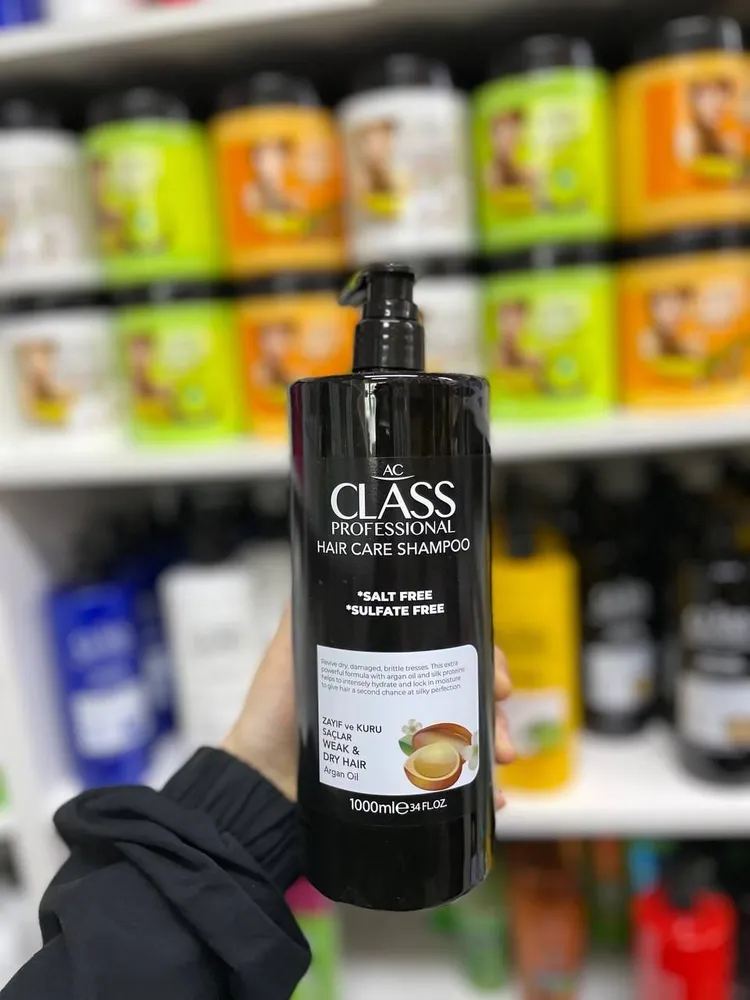 AC
CLASS
PROFESSIONAL
HAIR CARE SHAMPOO
*SALT FREE
*SULFATE FREE
Revive dry, damaged, brittle tresses. This extra
powerful formula with argan oil and silk proteins
helps to intensely hydrate and lock in moisture
to give hair a second chance at silky perfection
ZAYIF ve KURU
SAÇLAR
WEAK &
DRY HAIR
Argan Oil
1000ml℮34 FL.OZ.